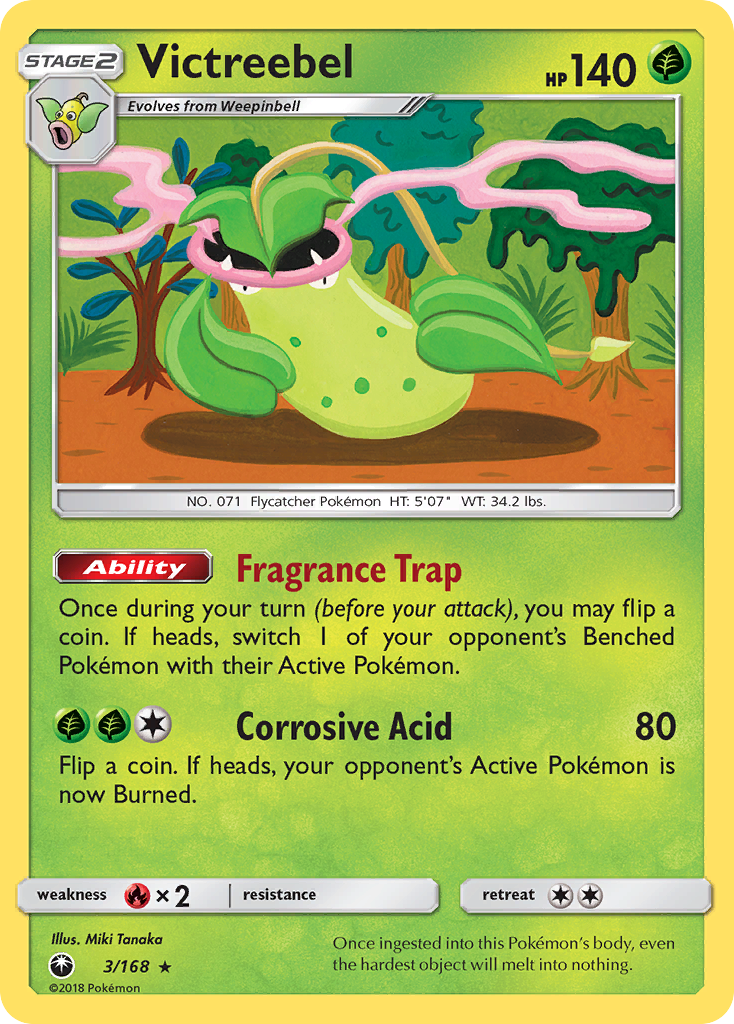 STAGE2
Victreebel
HP 140
Evolves from Weepinbell
NO. 071 Flycatcher Pokémon HT: 5'07" WT: 34.2 lbs.
Ability Fragrance Trap
Once during your turn (before your attack), you may flip a
coin. If heads, switch 1 of your opponent's Benched
Pokémon with their Active Pokémon.
Corrosive Acid 80
Flip a coin. If heads, your opponent's Active Pokémon is
now Burned.
weakness ×2 resistance retreat
Illus. Miki Tanaka
3/168 ★
©2018 Pokémon
Once ingested into this Pokémon's body, even
the hardest object will melt into nothing.